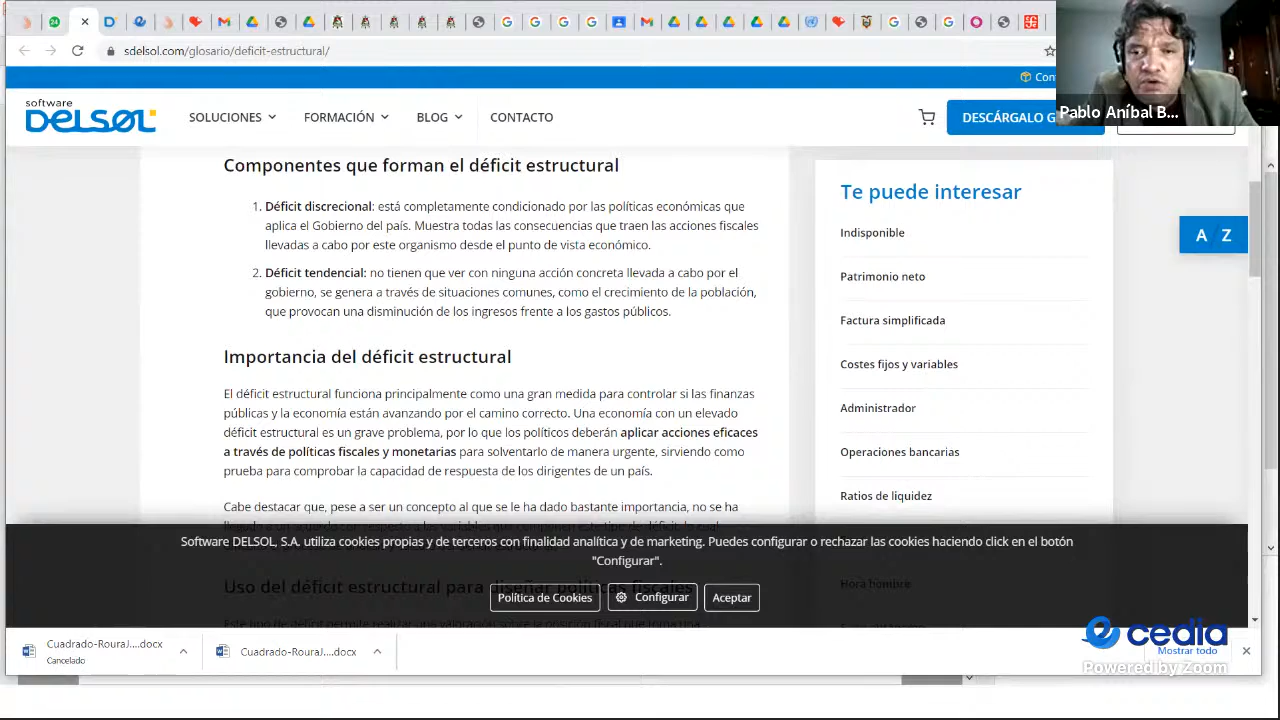 24
sdelsol.com/glosario/deficit-estructural/
software
DELSOL
SOLUCIONES
FORMACIÓN
BLOG
CONTACTO
DESCÁRGALO G
Pablo Aníbal B...
Componentes que forman el déficit estructural
1. Déficit discrecional: está completamente condicionado por las políticas económicas que
aplica el Gobierno del país. Muestra todas las consecuencias que traen las acciones fiscales
llevadas a cabo por este organismo desde el punto de vista económico.
2. Déficit tendencial: no tienen que ver con ninguna acción concreta llevada a cabo por el
gobierno, se genera a través de situaciones comunes, como el crecimiento de la población,
que provocan una disminución de los ingresos frente a los gastos públicos.
Importancia del déficit estructural
El déficit estructural funciona principalmente como una gran medida para controlar si las finanzas
públicas y la economía están avanzando por el camino correcto. Una economía con un elevado
déficit estructural es un grave problema, por lo que los políticos deberán aplicar acciones eficaces
a través de políticas fiscales y monetarias para solventarlo de manera urgente, sirviendo como
prueba para comprobar la capacidad de respuesta de los dirigentes de un país.
Cabe destacar que, pese a ser un concepto al que se le ha dado bastante importancia, no se ha
Uso del déficit estructural para diseñar políticas fiscales
Te puede interesar
Indisponible
Patrimonio neto
Factura simplificada
Costes fijos y variables
Administrador
Operaciones bancarias
Ratios de liquidez
Hora hombre
A / Z
Software DELSOL, S.A. utiliza cookies propias y de terceros con finalidad analítica y de marketing. Puedes configurar o rechazar las cookies haciendo click en el botón
"Configurar".
Política de Cookies
Configurar
Aceptar
Cuadrado-RouraJ....docx
Cancelado
Cuadrado-RouraJ....docx
cedia
Mostrar todo
Powered by Zoom